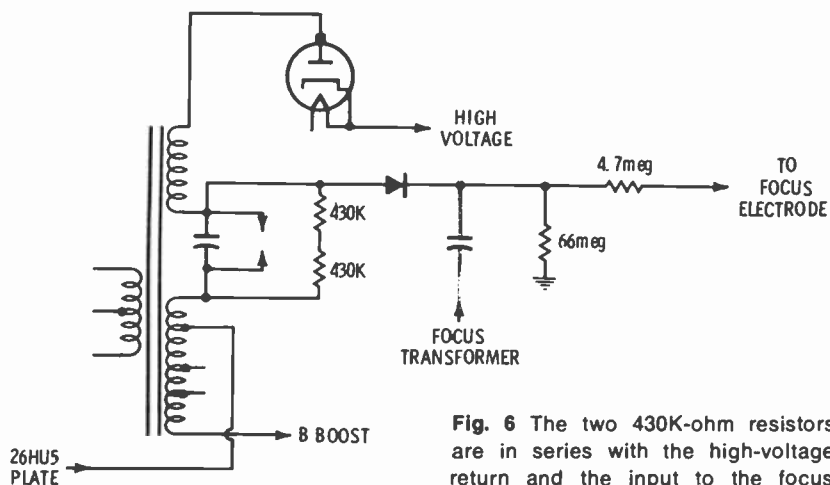 HIGH
VOLTAGE
4.7meg
TO
FOCUS
ELECTRODE
430K
66meg
430K
FOCUS
TRANSFORMER
B BOOST
26HU5
PLATE
Fig. 6 The two 430K-ohm resistors
are in series with the high-voltage
return and the input to the focus